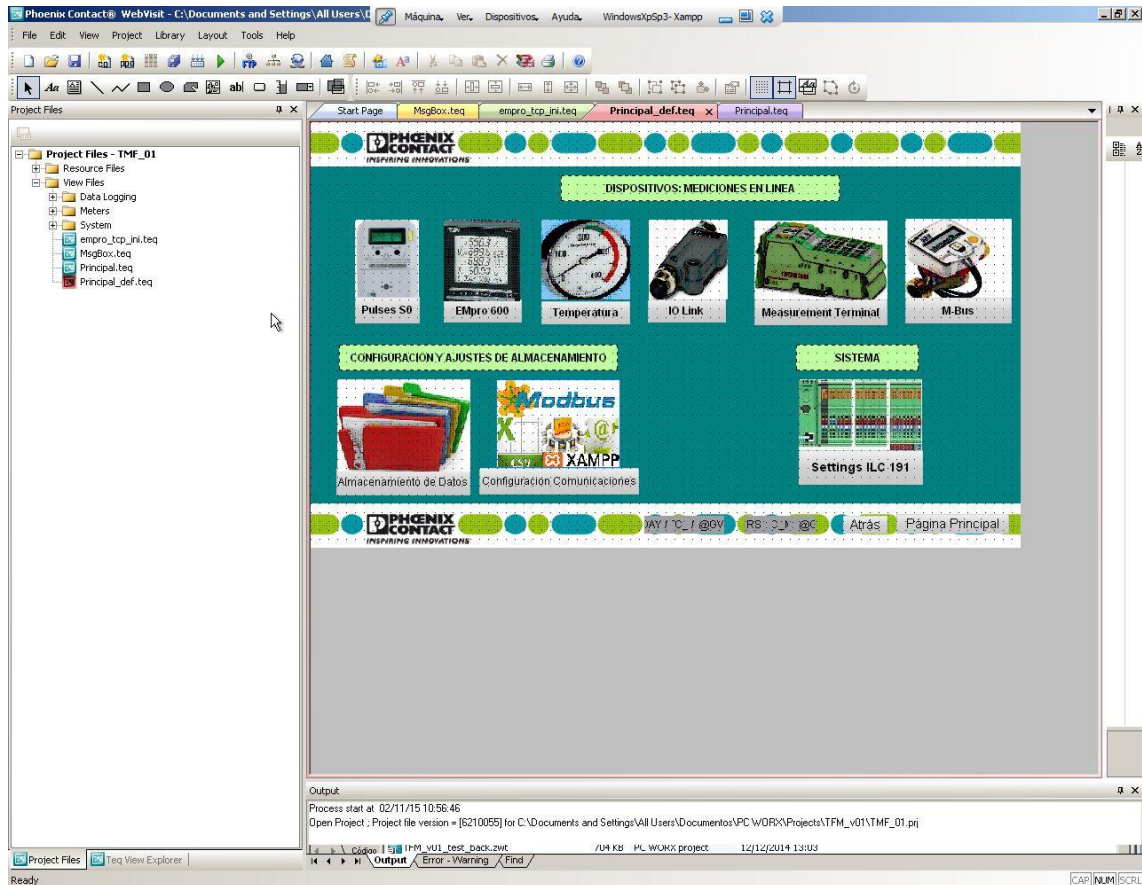 Phoenix Contact® WebVisit - C:\Documents and Settings\All Users\D
Máquina Ver Dispositivos Ayuda WindowsXpSp3- Xampp
File Edit View Project Library Layout Tools Help
Project Files
Project Files - TMF_01
Resource Files
View Files
Data Logging
Meters
System
empro_tcp_ini.teq
MsgBox.teq
Principal.teq
Principal_def.teq
Start Page MsgBox.teq empro_tcp_ini.teq Principal_def.teq Principal.teq
PHŒNIX CONTACT
INSPIRING INNOVATIONS
DISPOSITIVOS: MEDICIONES EN LINEA
Pulses S0 EMpro 600 Temperatura IO Link Measurement Terminal M-Bus
CONFIGURACIÓN Y AJUSTES DE ALMACENAMIENTO SISTEMA
Modbus
CSV XAMPP
Almacenamiento de Datos Configuración Comunicaciones Settings ILC 191
PHŒNIX CONTACT
INSPIRING INNOVATIONS
Atrás Página Principal
Output
Process start at 02/11/15 10:56:46
Open Project ; Project file version = [6210055] for C:\Documents and Settings\All Users\Documentos\PC WORX\Projects\TFM_v01\TMF_01.prj
Código TFM_v01_test_back.zwt 704 KB PC WORX project 12/12/2014 13:03
Output Error - Warning Find
Project Files Teq View Explorer
Ready CAP NUM SCRL